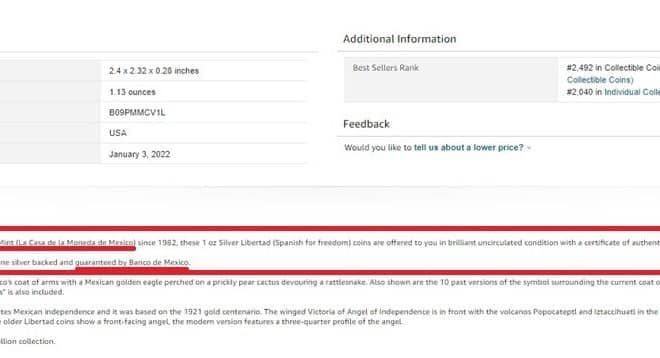 Additional Information
2.4 x 2.32 x 0.28 inches
Best Sellers Rank
#2,492 in Collectible Coi
Collectible Coins)
1.13 ounces
#2,040 in Individual Colle
B09PMMCV1L
USA
Feedback
January 3, 2022
Would you like to tell us about a lower price?
Mint (La Casa de la Moneda de Mexico) since 1982, these 1 oz Silver Libertad (Spanish for freedom) coins are offered to you in brilliant uncirculated condition with a certificate of authent
ne silver backed and guaranteed by Banco de Mexico.
co's coat of arms with a Mexican golden eagle perched on a prickly pear cactus devouring a rattlesnake. Also shown are the 10 past versions of the symbol surrounding the current coat o
s" is also included.
tes Mexican independence and it was based on the 1921 gold centenario. The winged Victoria of Angel of Independence is in front with the volcanos Popocatepetl and Iztaccihuatl in the
older Libertad coins show a front-facing angel, the modern version features a three-quarter profile of the angel.
llion collection.